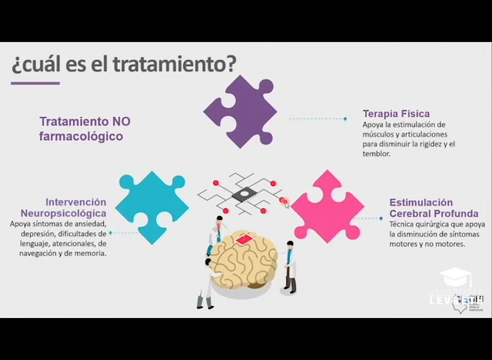 ¿cuál es el tratamiento?
Tratamiento NO
farmacológico
Terapia Física
Apoya la estimulación de
músculos y articulaciones
para disminuir la rigidez y el
temblor.
Intervención
Neuropsicológica
Apoya síntomas de ansiedad,
depresión, dificultades de
lenguaje, atencionales, de
navegación y de memoria.
Estimulación
Cerebral Profunda
Técnica quirúrgica que apoya
la disminución de síntomas
motores y no motores.